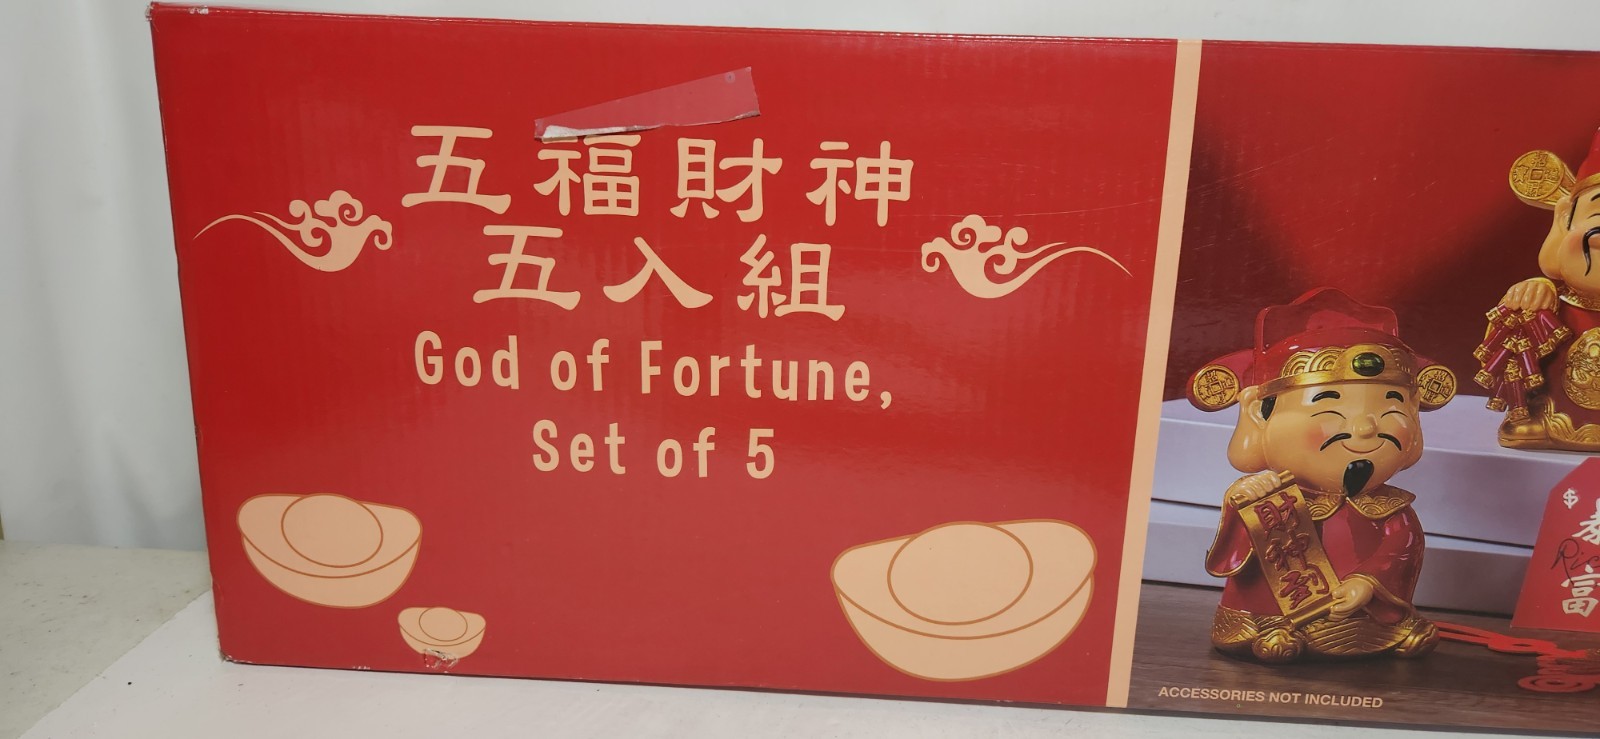 五福財神
五入組
God of Fortune,
Set of 5
財神到
$
富
ACCESSORIES NOT INCLUDED